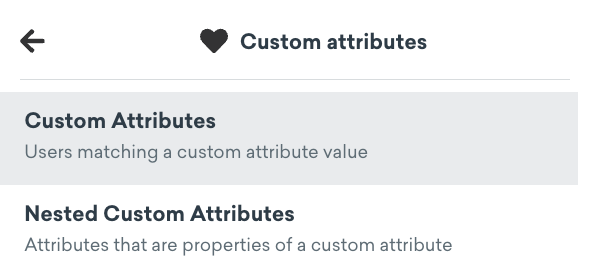 Custom attributes
Custom Attributes
Users matching a custom attribute value
Nested Custom Attributes
Attributes that are properties of a custom attribute